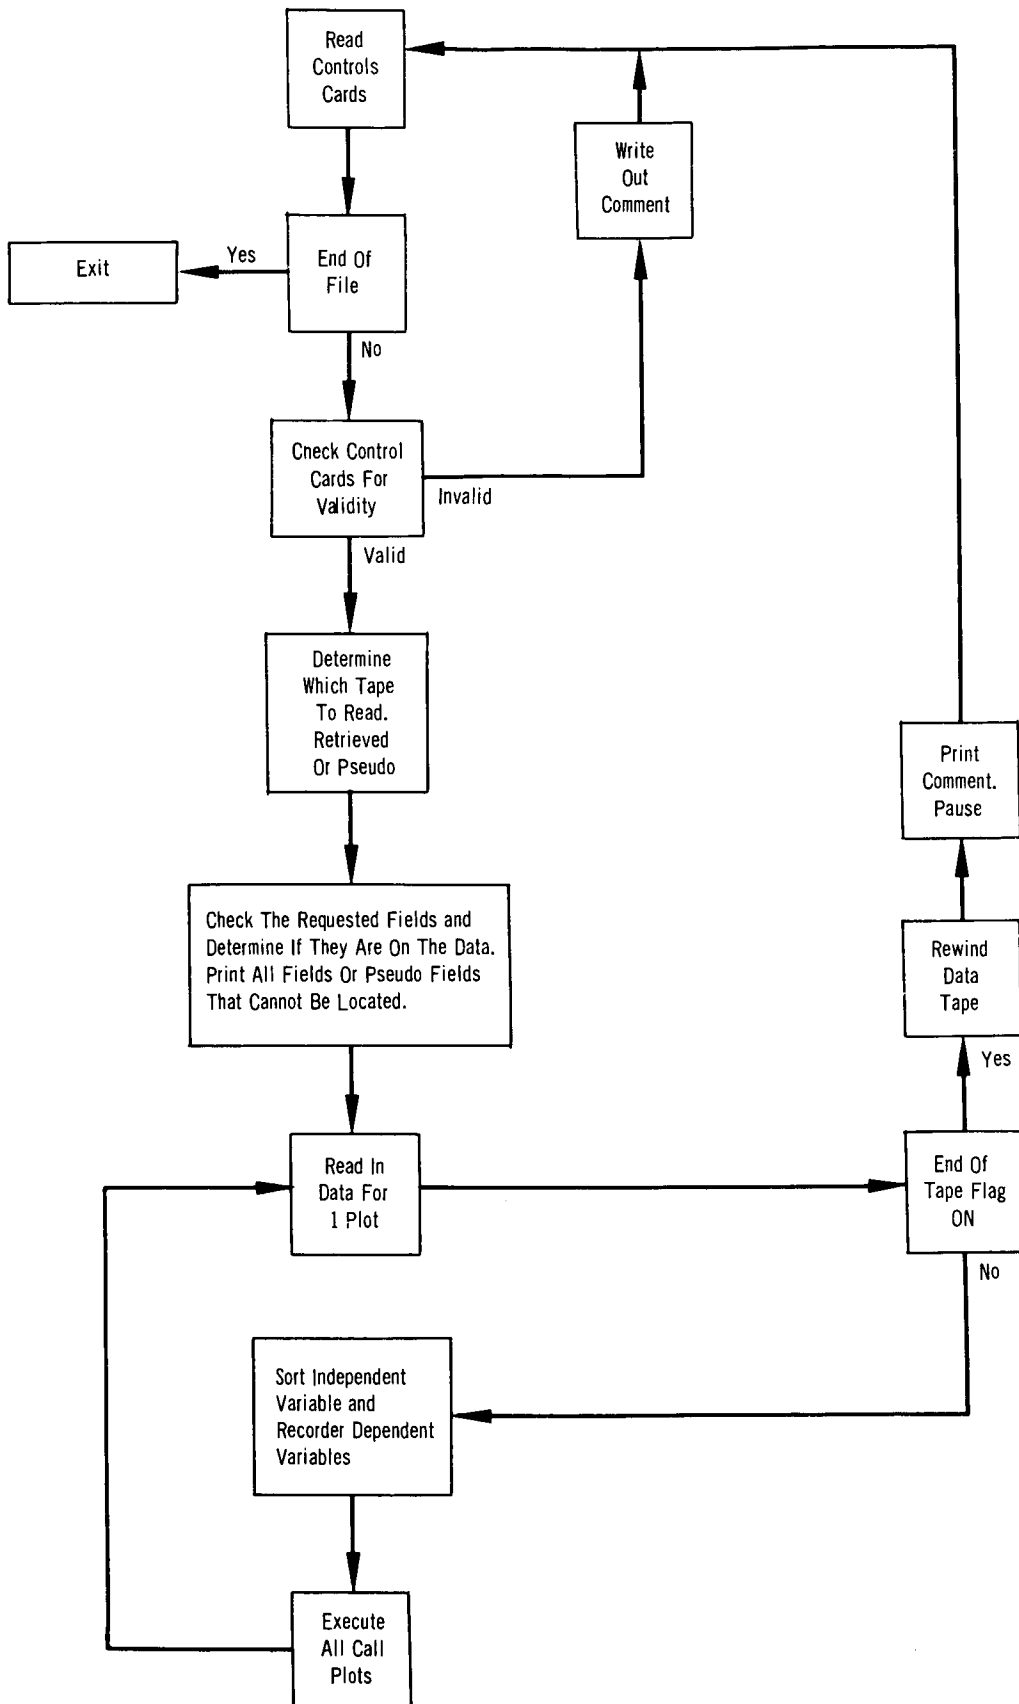 Read
Controls
Cards
Write
Out
Comment
Exit
Yes
End Of
File
No
Cneck Control
Cards For
Validity
Invalid
Valid
Determine
Which Tape
To Read.
Retrieved
Or Pseudo
Print
Comment.
Pause
Check The Requested Fields and
Determine If They Are On The Data.
Print All Fields Or Pseudo Fields
That Cannot Be Located.
Rewind
Data
Tape
Yes
Read In
Data For
1 Plot
End Of
Tape Flag
ON
No
Sort Independent
Variable and
Recorder Dependent
Variables
Execute
All Call
Plots